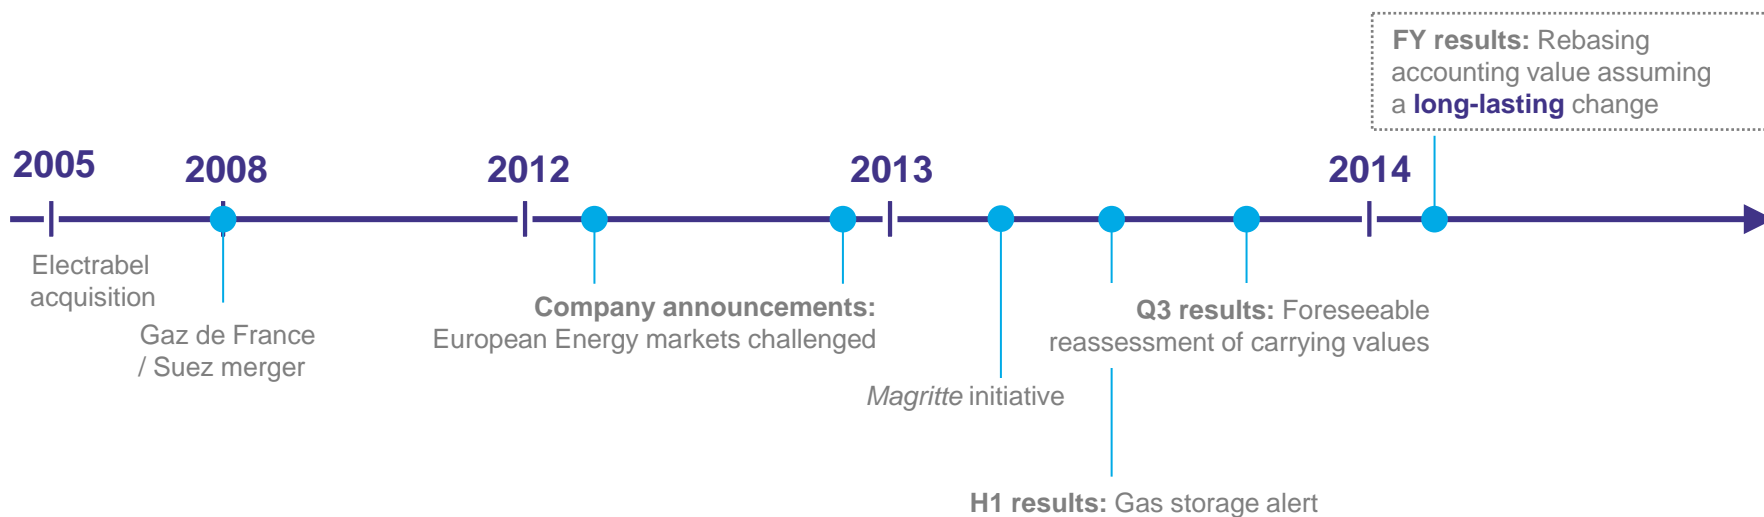 FY results: Rebasing
accounting value assuming
a long-lasting change
2005
2008
2012
2013
2014
Electrabel
acquisition
Gaz de France
/ Suez merger
Company announcements:
European Energy markets challenged
Magritte initiative
Q3 results: Foreseeable
reassessment of carrying values
H1 results: Gas storage alert